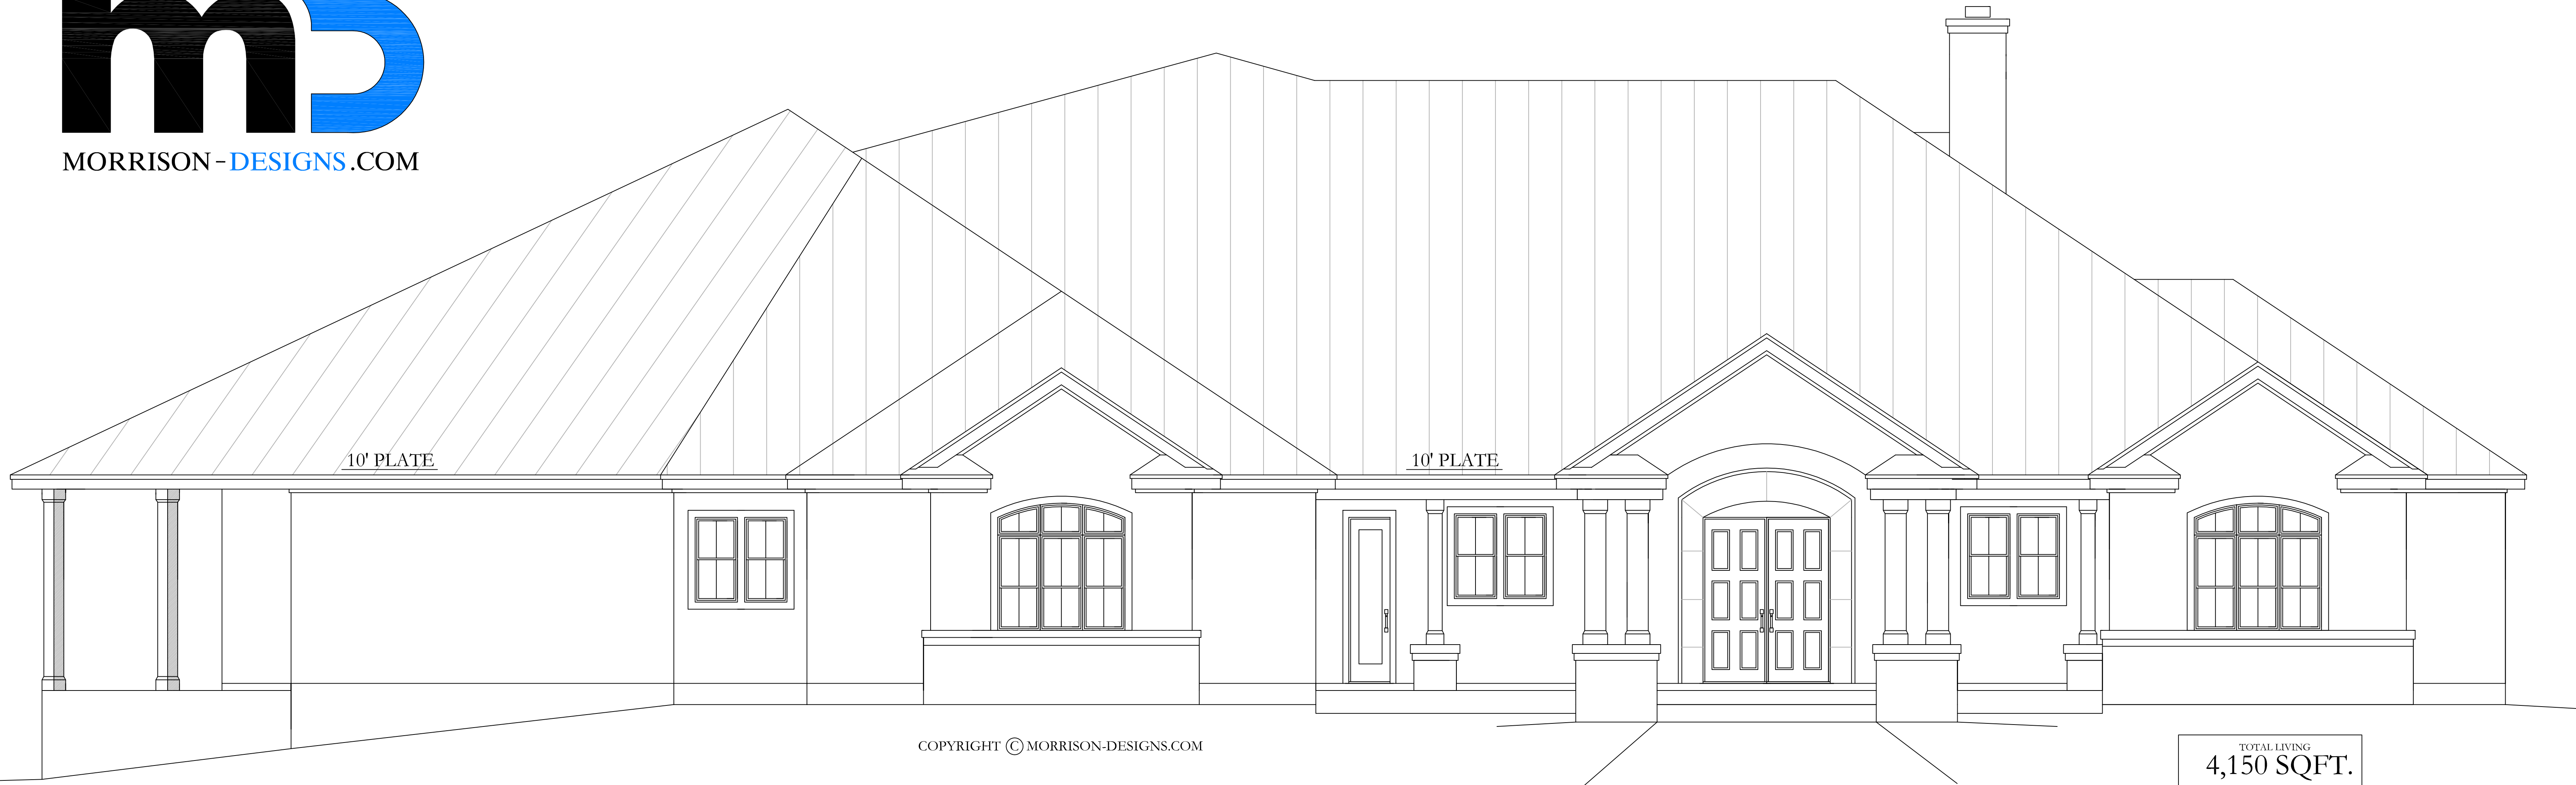 MORRISON-DESIGNS.COM
10' PLATE
10' PLATE
COPYRIGHT © MORRISON-DESIGNS.COM
TOTAL LIVING
4,150 SQFT.